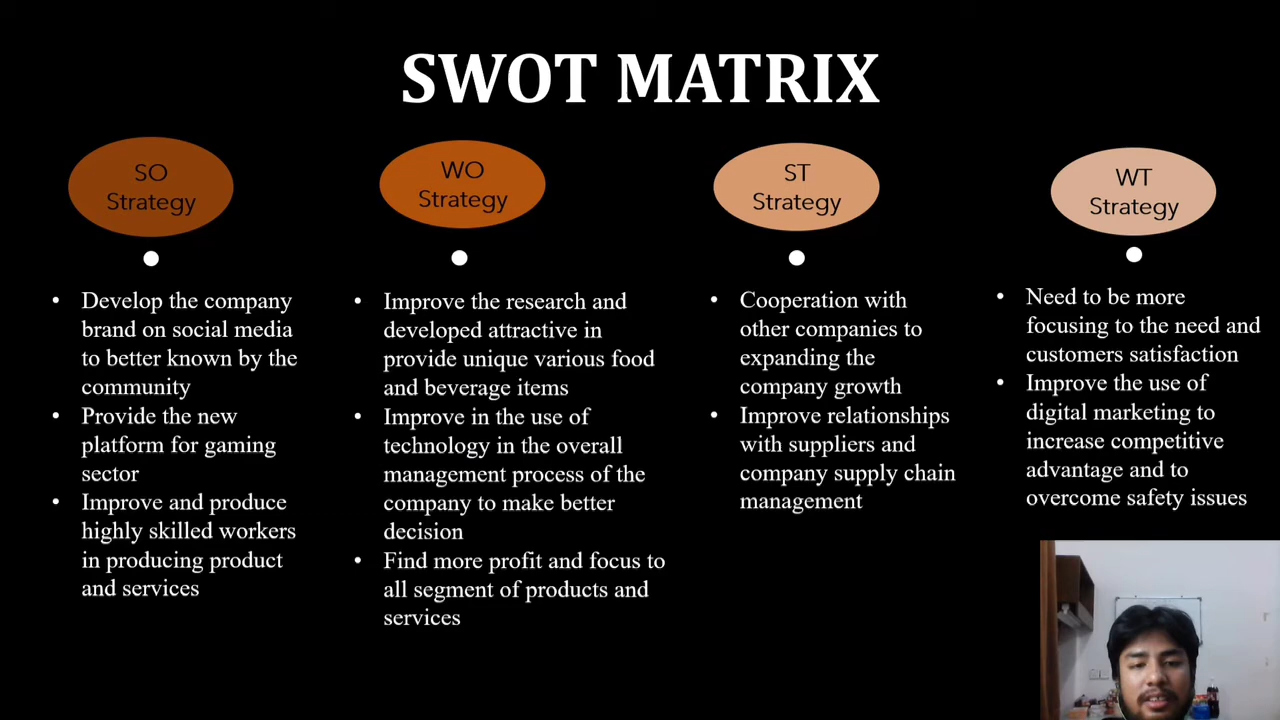 SWOT MATRIX
SO
Strategy
Develop the company
brand on social media
to better known by the
community
Provide the new
platform for gaming
sector
Improve and produce
highly skilled workers
in producing product
and services
WO
Strategy
Improve the research and
developed attractive in
provide unique various food
and beverage items
Improve in the use of
technology in the overall
management process of the
company to make better
decision
Find more profit and focus to
all segment of products and
services
ST
Strategy
Cooperation with
other companies to
expanding the
company growth
Improve relationships
with suppliers and
company supply chain
management
WT
Strategy
Need to be more
focusing to the need and
customers satisfaction
Improve the use of
digital marketing to
increase competitive
advantage and to
overcome safety issues